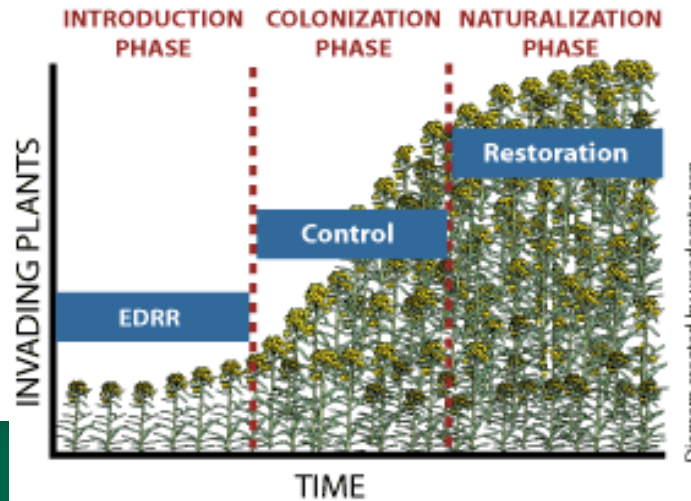 INTRODUCTION PHASE
COLONIZATION PHASE
NATURALIZATION PHASE
INVADING PLANTS
Restoration
Control
EDRR
TIME